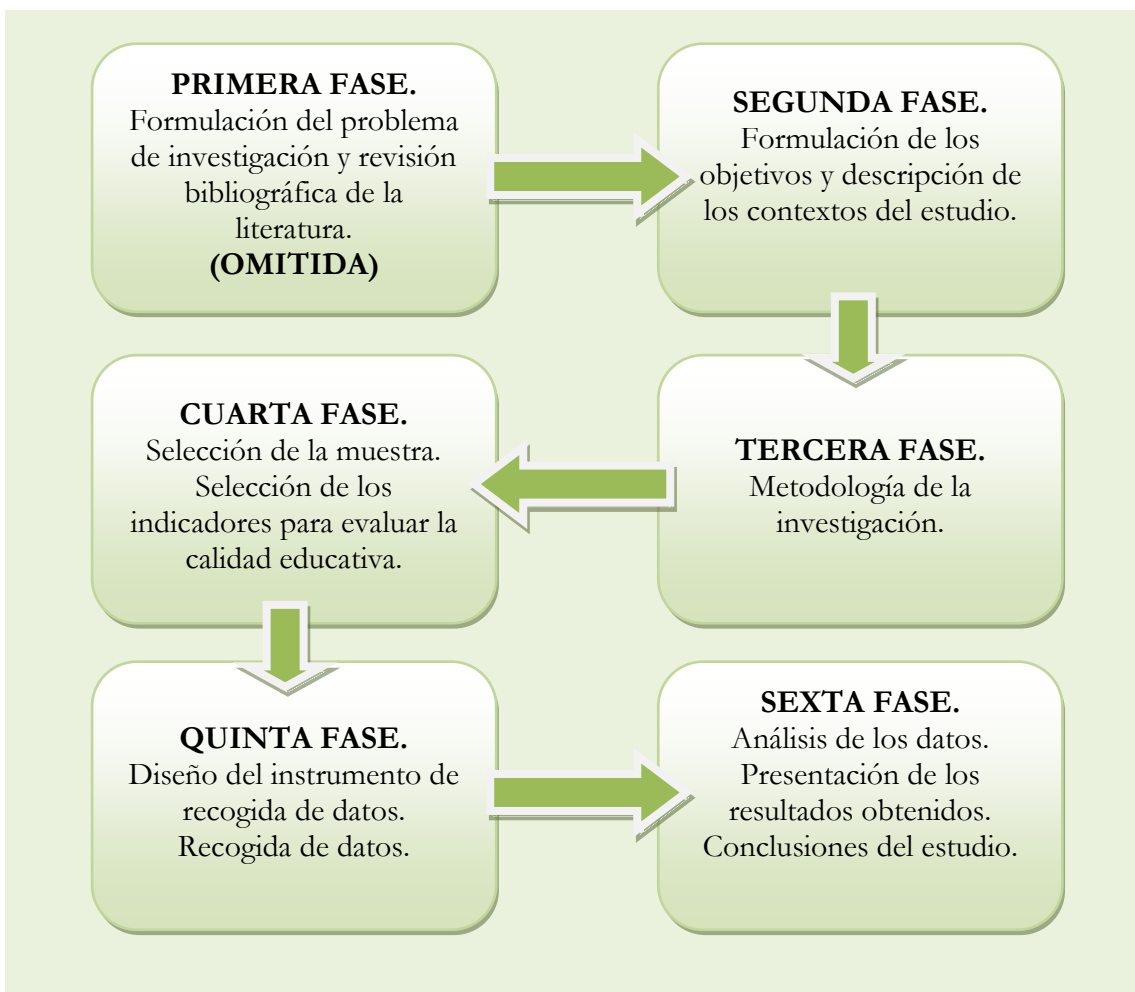 PRIMERA FASE.
Formulación del problema
de investigación y revisión
bibliográfica de la
literatura.
(OMITIDA)
SEGUNDA FASE.
Formulación de los
objetivos y descripción de
los contextos del estudio.
TERCERA FASE.
Metodología de la
investigación.
CUARTA FASE.
Selección de la muestra.
Selección de los
indicadores para evaluar la
calidad educativa.
QUINTA FASE.
Diseño del instrumento de
recogida de datos.
Recogida de datos.
SEXTA FASE.
Análisis de los datos.
Presentación de los
resultados obtenidos.
Conclusiones del estudio.